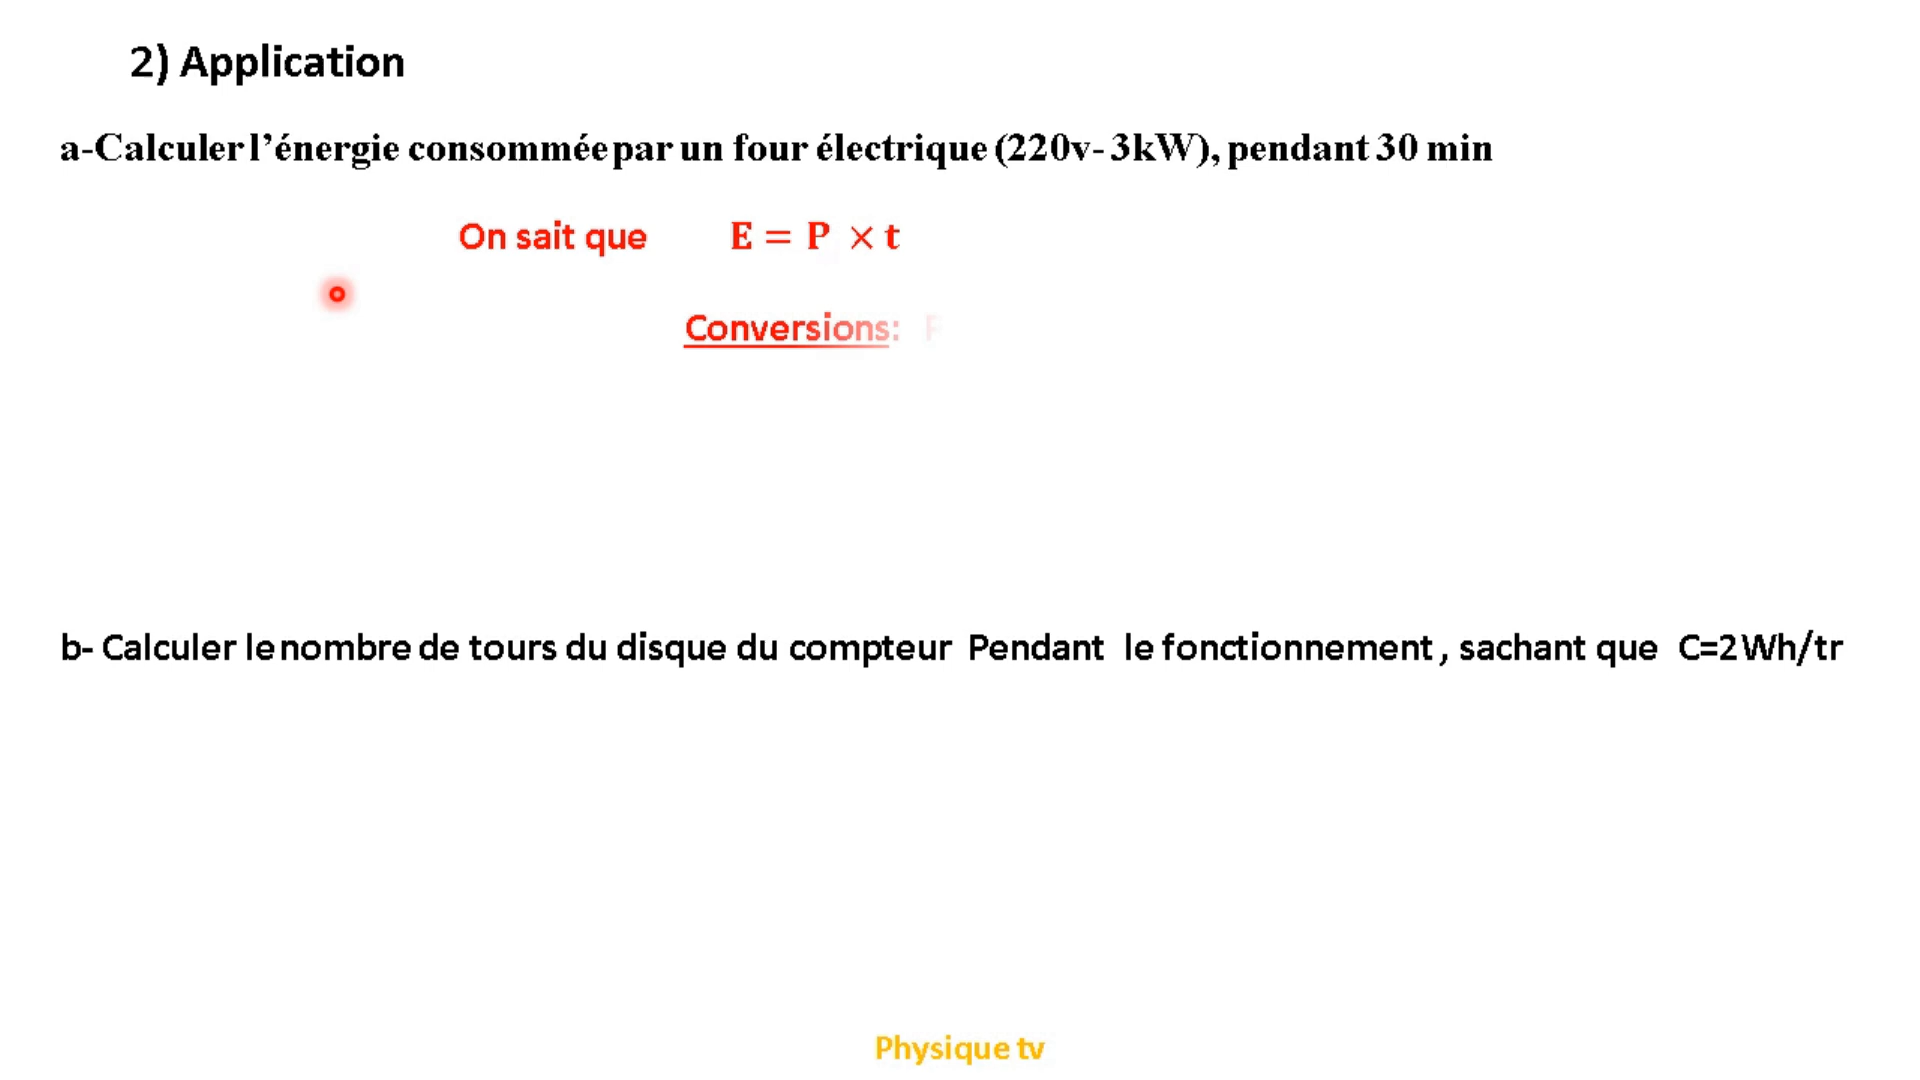 2) Application
a-Calculer l’énergie consommée par un four électrique (220v- 3kW), pendant 30 min
On sait que E = P × t
Conversions:
b- Calculer le nombre de tours du disque du compteur Pendant le fonctionnement , sachant que C=2Wh/tr
Physique tv